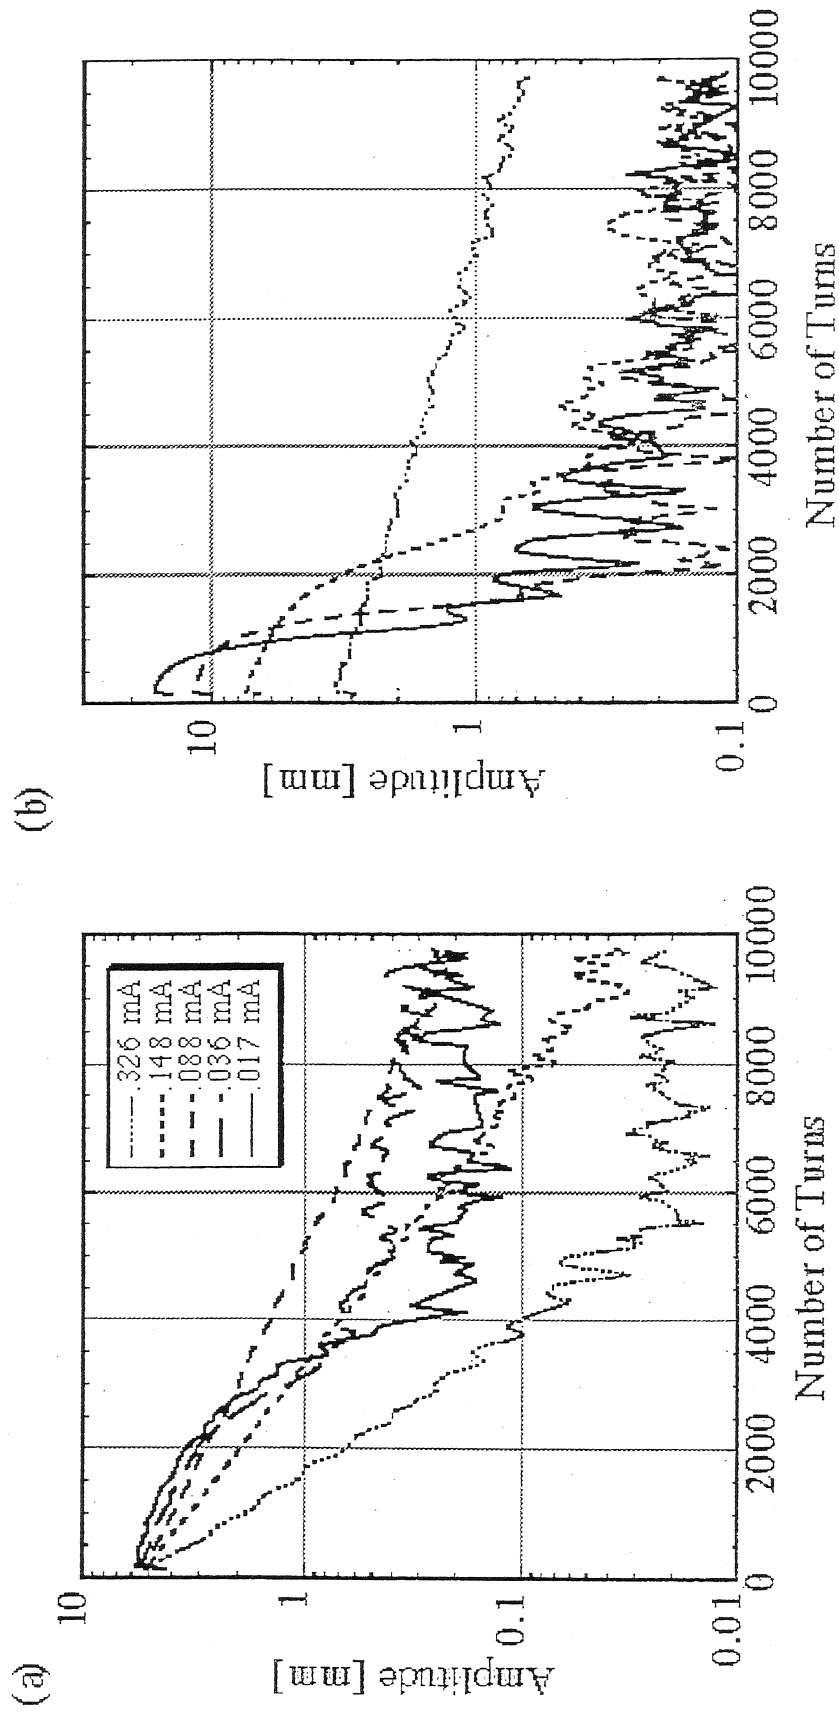 (a)
Amplitude [mm]
10
1
0.1
0.01
0
2000
4000
6000
8000
10000
Number of Turns
.326 mA
.148 mA
.088 mA
.036 mA
.017 mA
(b)
Amplitude [mm]
10
1
0.1
0
2000
4000
6000
8000
10000
Number of Turns